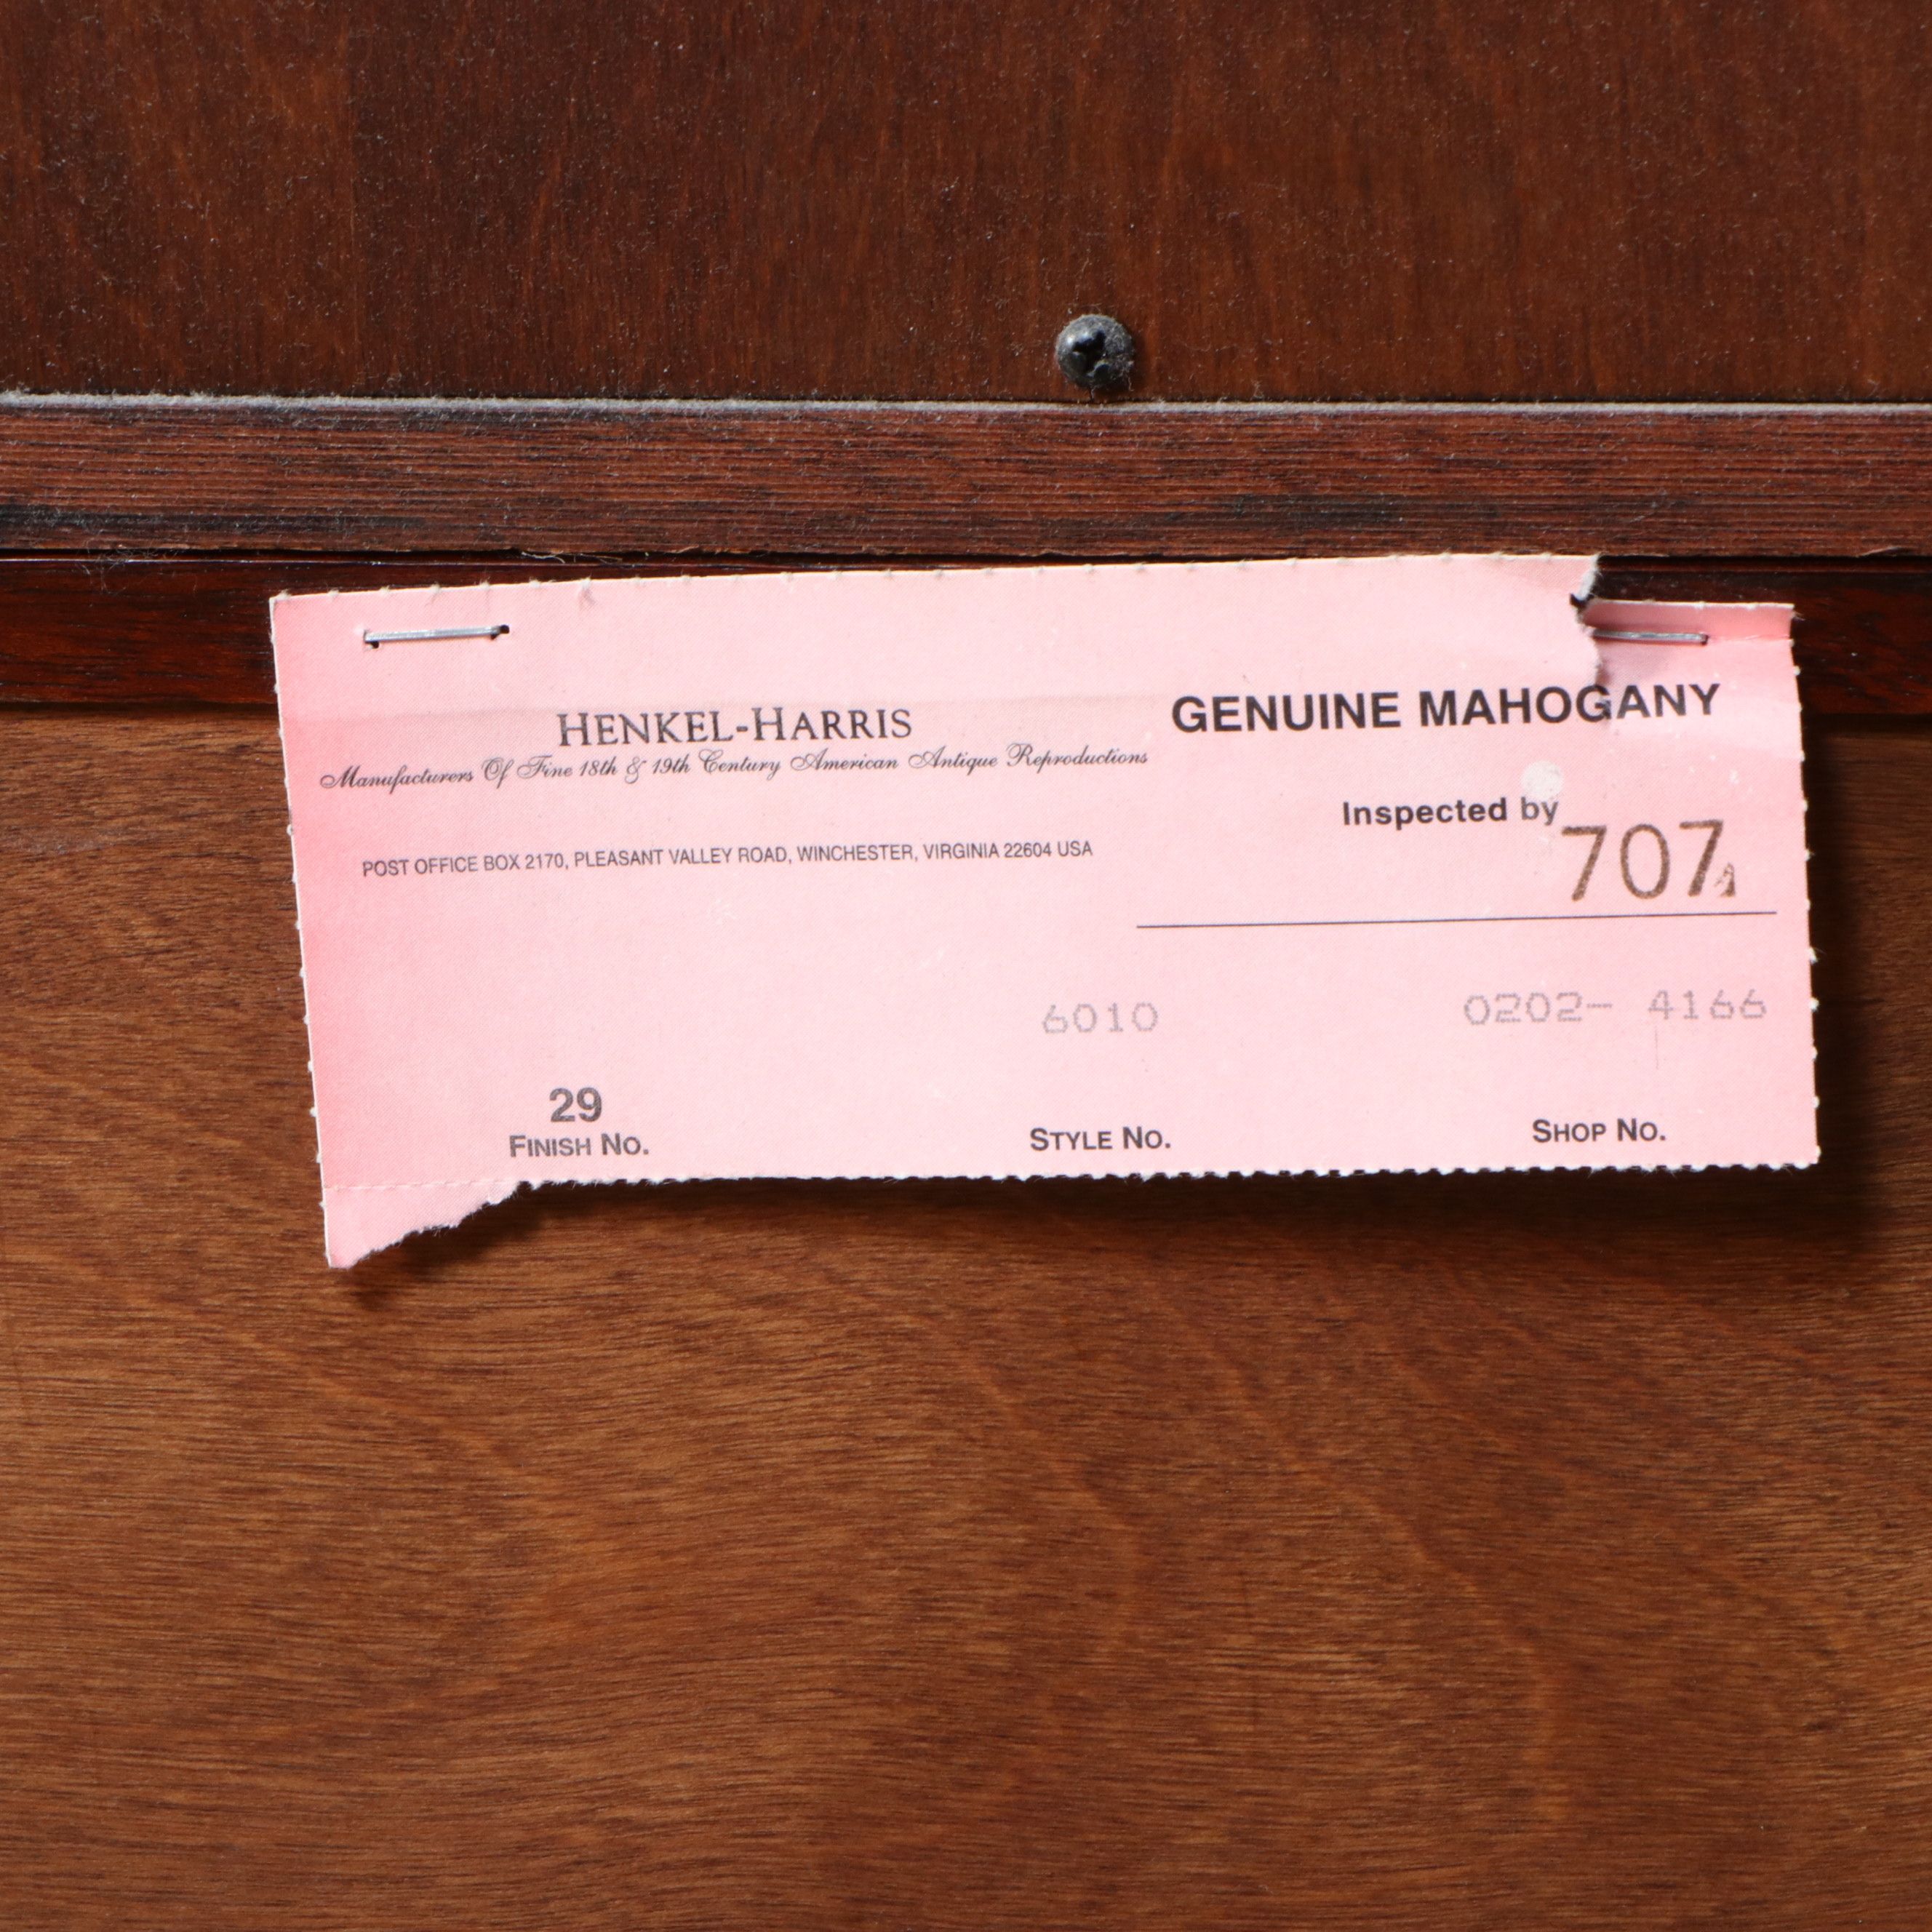 HENKEL-HARRIS
Manufacturers Of Fine 18th & 19th Century American Antique Reproductions
POST OFFICE BOX 2170, PLEASANT VALLEY ROAD, WINCHESTER, VIRGINIA 22604 USA
GENUINE MAHOGANY
Inspected by
707
6010
0202- 4166
29
FINISH NO.
STYLE NO.
SHOP NO.